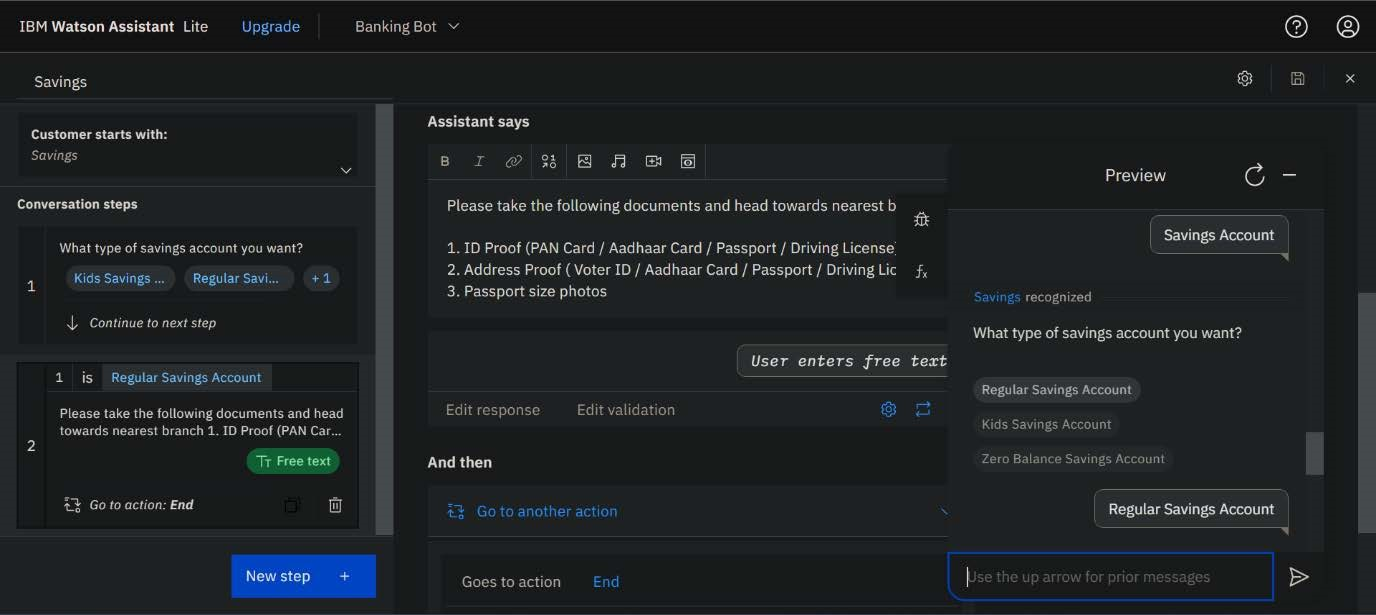 IBM Watson Assistant Lite Upgrade Banking Bot
Savings
Customer starts with:
Savings
Conversation steps
1
What type of savings account you want?
Kids Savings ... Regular Savi... + 1
Continue to next step
2
1 is Regular Savings Account
Please take the following documents and head
towards nearest branch 1. ID Proof (PAN Car...
Free text
Go to action: End
New step +
Assistant says
B I
Please take the following documents and head towards nearest b
1. ID Proof (PAN Card / Aadhaar Card / Passport / Driving License)
2. Address Proof ( Voter ID / Aadhaar Card / Passport / Driving Lic
3. Passport size photos
fx
User enters free text
Edit response Edit validation
And then
Go to another action
Goes to action End
Preview
Savings Account
Savings recognized
What type of savings account you want?
Regular Savings Account
Kids Savings Account
Zero Balance Savings Account
Regular Savings Account
Use the up arrow for prior messages